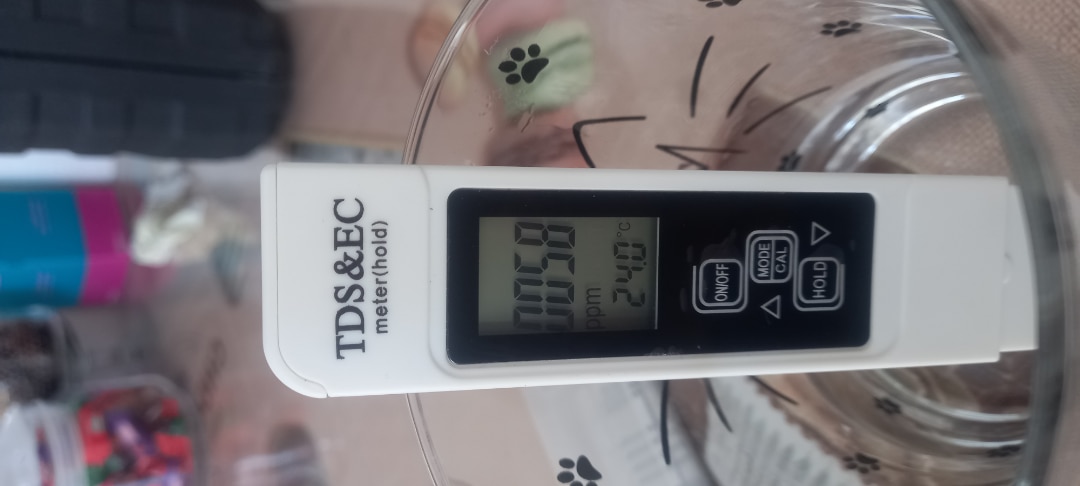 TDS&EC
meter(hold)
0058
ppm 24.0°C
ON/OFF
MODE
CAL
HOLD